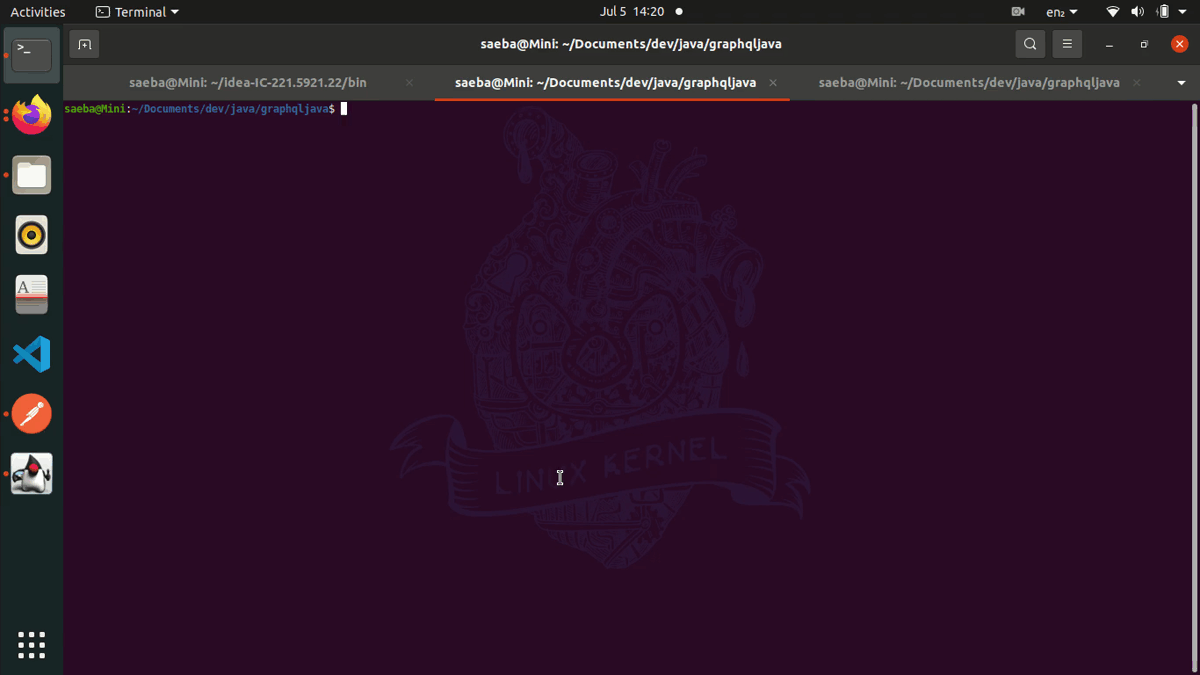 Activities Terminal Jul 5 14:20 en₂
saeba@Mini: ~/Documents/dev/java/graphqljava
saeba@Mini: ~/idea-IC-221.5921.22/bin saeba@Mini: ~/Documents/dev/java/graphqljava saeba@Mini: ~/Documents/dev/java/graphqljava
saeba@Mini:~/Documents/dev/java/graphqljava$
>_
A
LINUX KERNEL